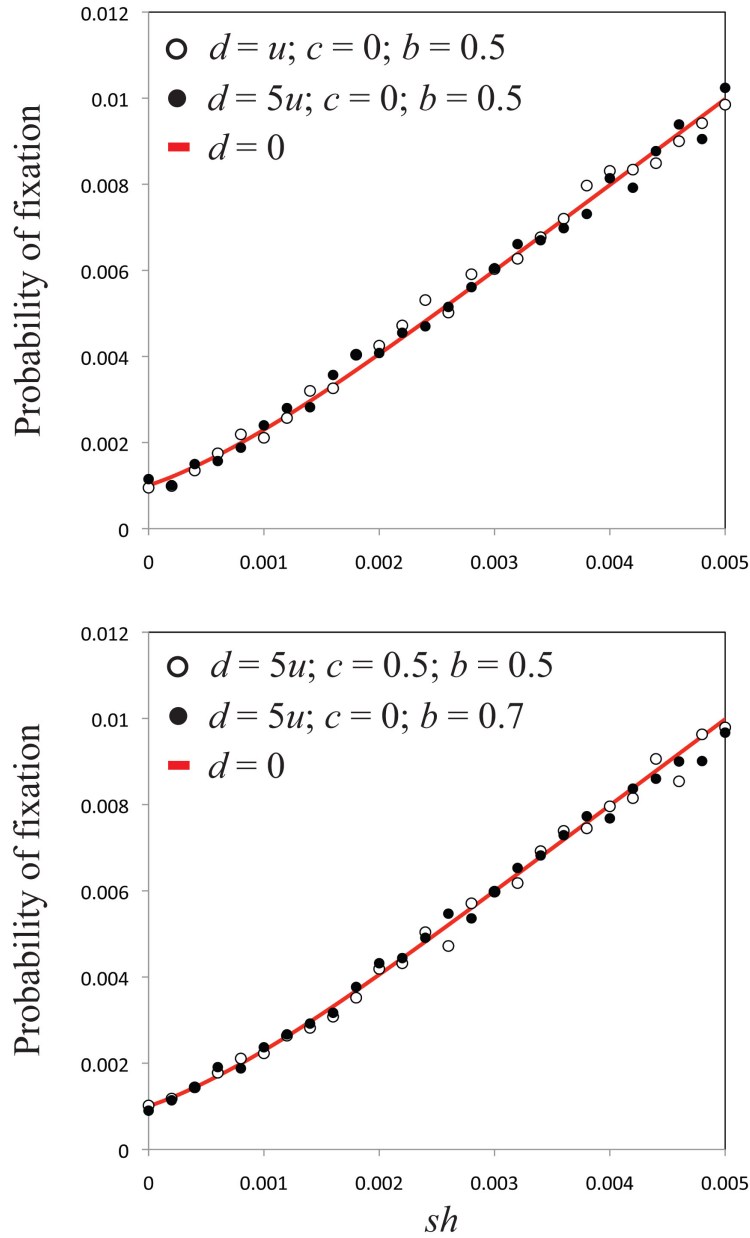 Probability of fixation
0.012
0.01
0.008
0.006
0.004
0.002
0
d = u; c = 0; b = 0.5
d = 5u; c = 0; b = 0.5
d = 0
0 0.001 0.002 0.003 0.004 0.005
Probability of fixation
0.012
0.01
0.008
0.006
0.004
0.002
0
d = 5u; c = 0.5; b = 0.5
d = 5u; c = 0; b = 0.7
d = 0
0 0.001 0.002 0.003 0.004 0.005
sh